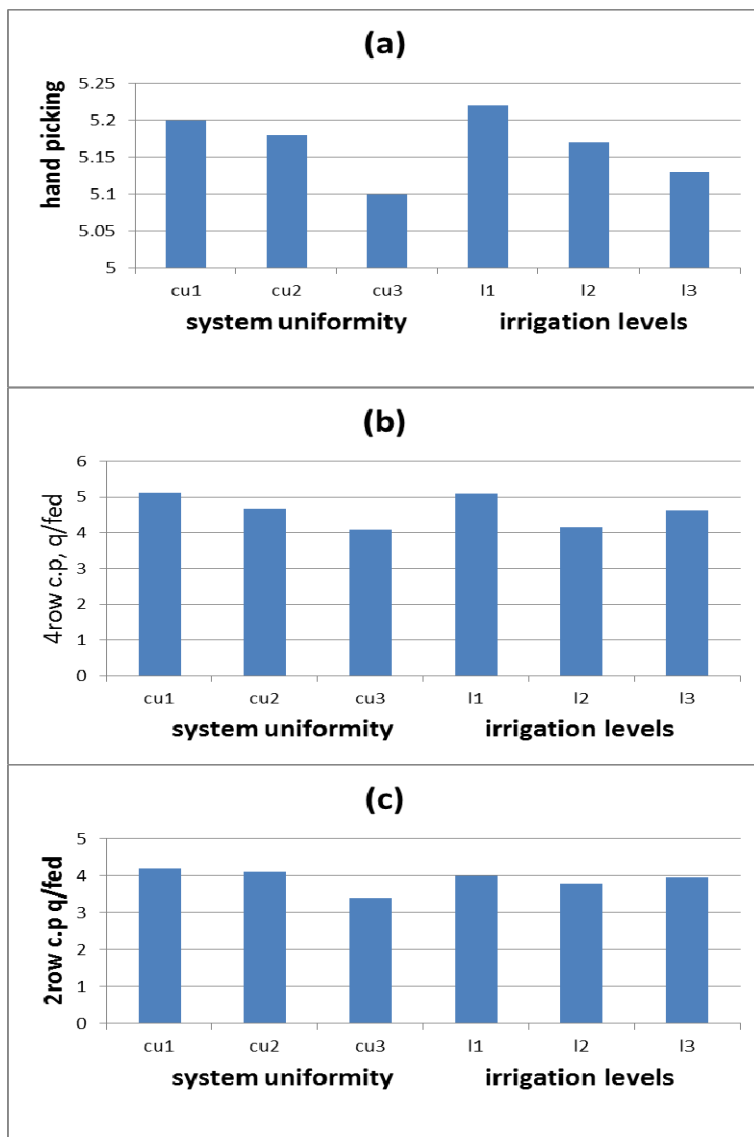 (a)
hand picking
5.25
5.2
5.15
5.1
5.05
5
cu1 cu2 cu3 I1 I2 I3
system uniformity irrigation levels
(b)
4row c.p, q/fed
6
5
4
3
2
1
0
cu1 cu2 cu3 I1 I2 I3
system uniformity irrigation levels
(c)
2row c.p q/fed
5
4
3
2
1
0
cu1 cu2 cu3 I1 I2 I3
system uniformity irrigation levels